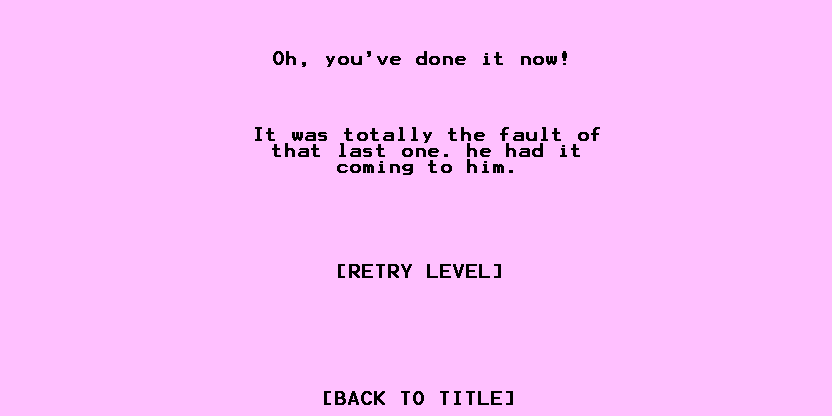 Oh, you've done it now!
It was totally the fault of
that last one. he had it
coming to him.
[RETRY LEVEL]
[BACK TO TITLE]